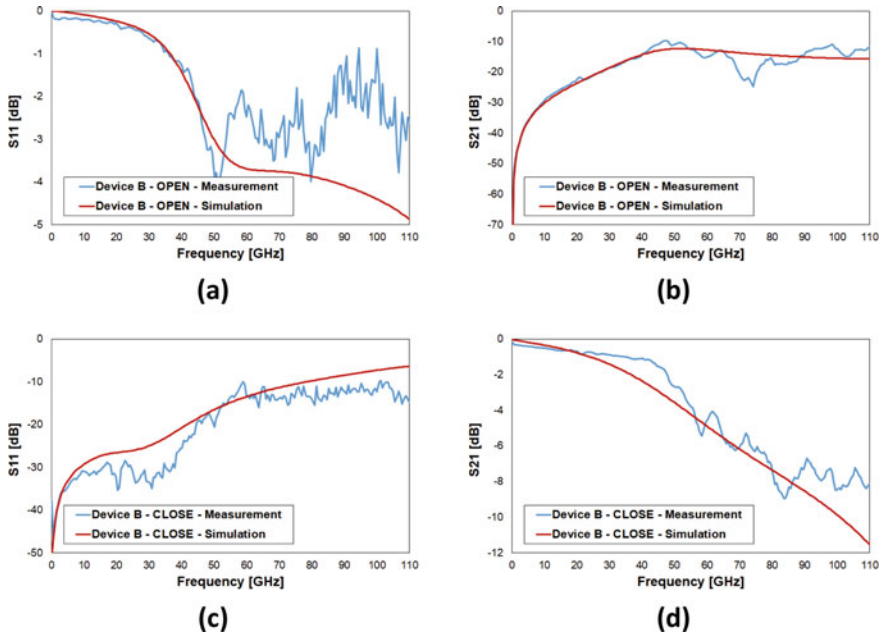 0
-1
-2
-3
-4
-5
S11 [dB]
Device B - OPEN - Measurement
Device B - OPEN - Simulation
0 10 20 30 40 50 60 70 80 90 100 110
Frequency [GHz]
(a)
0
-10
-20
-30
-40
-50
-60
-70
S21 [dB]
Device B - OPEN - Measurement
Device B - OPEN - Simulation
0 10 20 30 40 50 60 70 80 90 100 110
Frequency [GHz]
(b)
0
-10
-20
-30
-40
-50
S11 [dB]
Device B - CLOSE - Measurement
Device B - CLOSE - Simulation
0 10 20 30 40 50 60 70 80 90 100 110
Frequency [GHz]
(c)
0
-2
-4
-6
-8
-10
-12
S21 [dB]
Device B - CLOSE - Measurement
Device B - CLOSE - Simulation
0 10 20 30 40 50 60 70 80 90 100 110
Frequency [GHz]
(d)